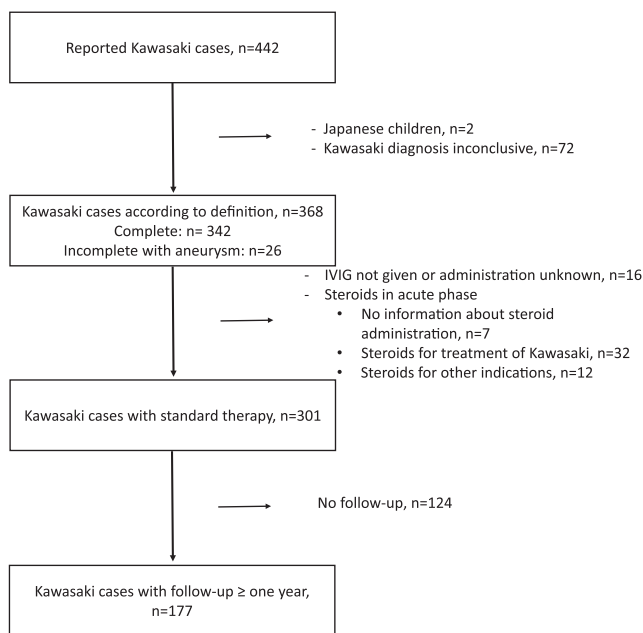 Reported Kawasaki cases, n=442
- Japanese children, n=2
- Kawasaki diagnosis inconclusive, n=72
Kawasaki cases according to definition, n=368
Complete: n= 342
Incomplete with aneurysm: n=26
- IVIG not given or administration unknown, n=16
- Steroids in acute phase
• No information about steroid
administration, n=7
• Steroids for treatment of Kawasaki, n=32
• Steroids for other indications, n=12
Kawasaki cases with standard therapy, n=301
No follow-up, n=124
Kawasaki cases with follow-up ≥ one year,
n=177